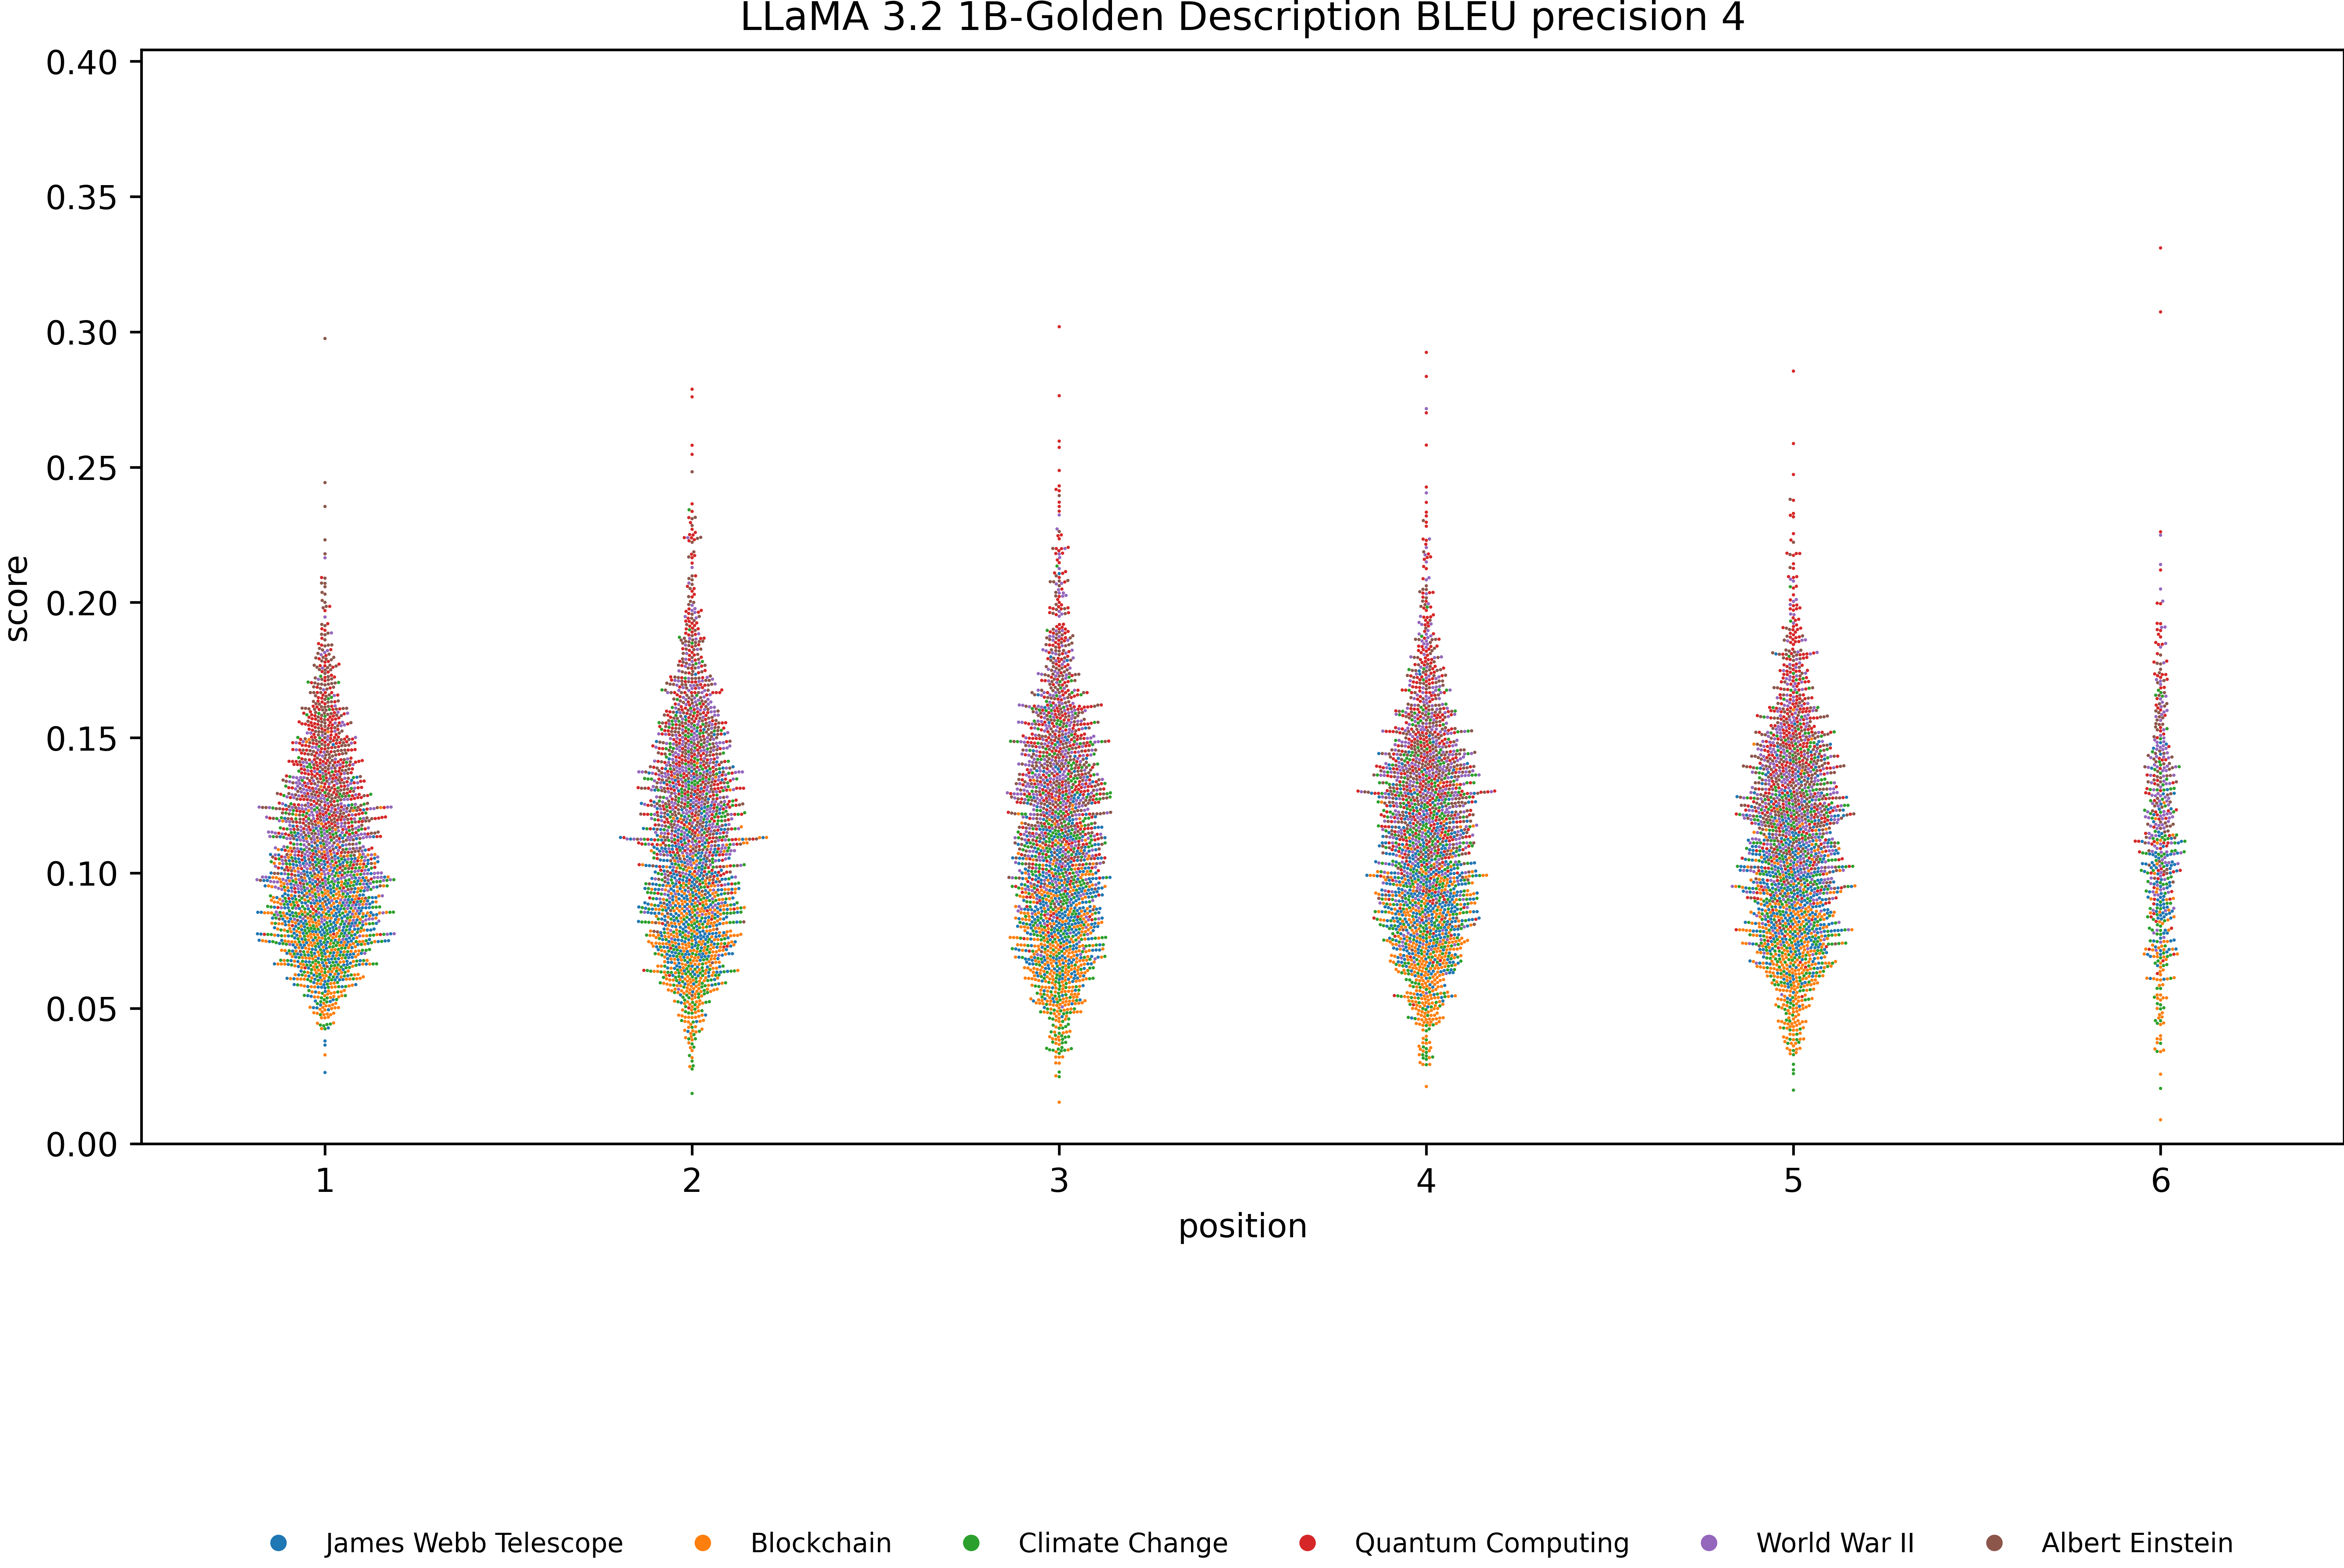 LLaMA 3.2 1B-Golden Description BLEU precision 4
0.40
0.35
0.30
0.25
0.20
0.15
0.10
0.05
0.00
score
1 2 3 4 5 6
position
James Webb Telescope Blockchain Climate Change Quantum Computing World War II Albert Einstein